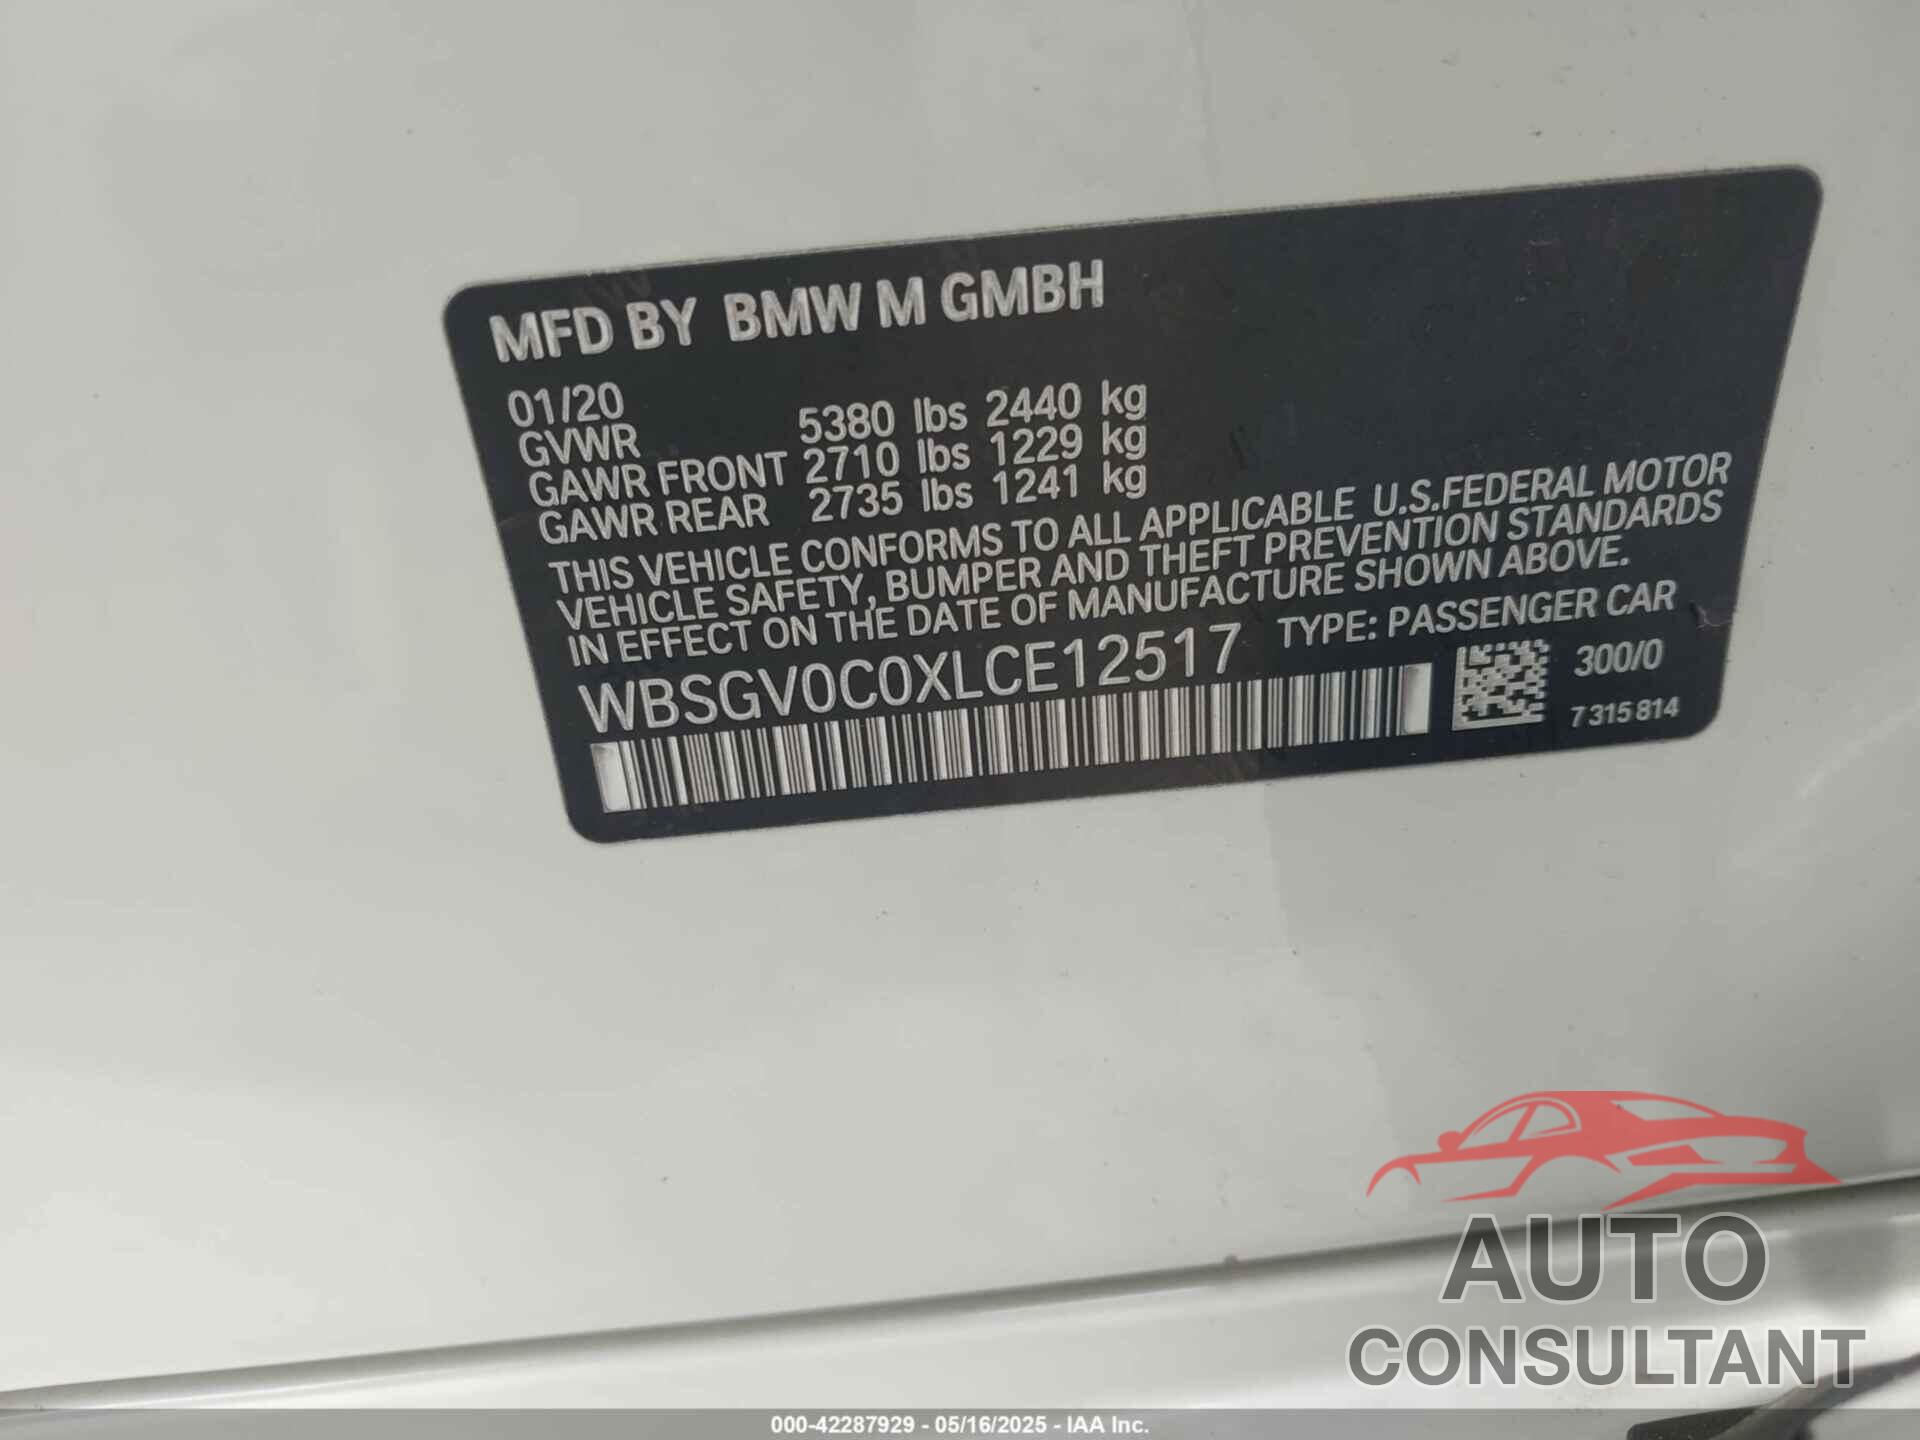 MFD BY BMW M GMBH
01/20
GVWR 5380 lbs 2440 kg
GAWR FRONT 2710 lbs 1229 kg
GAWR REAR 2735 lbs 1241 kg
THIS VEHICLE CONFORMS TO ALL APPLICABLE U.S.FEDERAL MOTOR
VEHICLE SAFETY, BUMPER AND THEFT PREVENTION STANDARDS
IN EFFECT ON THE DATE OF MANUFACTURE SHOWN ABOVE.
WBSGV0C0XLCE12517 TYPE: PASSENGER CAR
300/0
7 315 814
AUTO
CONSULTANT
000-42287929 - 05/16/2025 - IAA Inc.